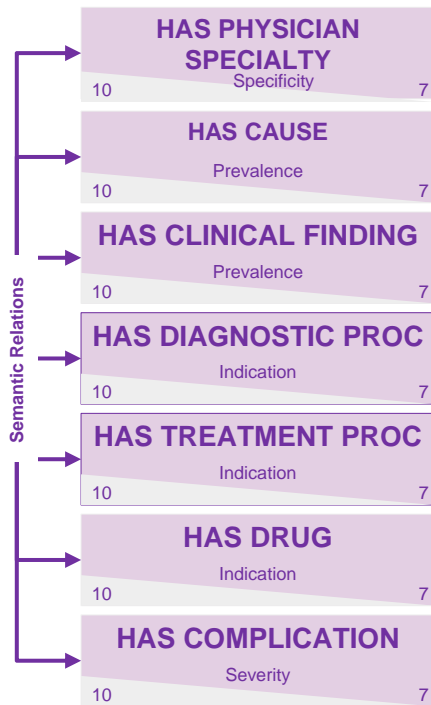 HAS PHYSICIAN
SPECIALTY
Specificity
10 7
HAS CAUSE
Prevalence
10 7
HAS CLINICAL FINDING
Prevalence
10 7
HAS DIAGNOSTIC PROC
Indication
10 7
HAS TREATMENT PROC
Indication
10 7
HAS DRUG
Indication
10 7
HAS COMPLICATION
Severity
10 7
Semantic Relations